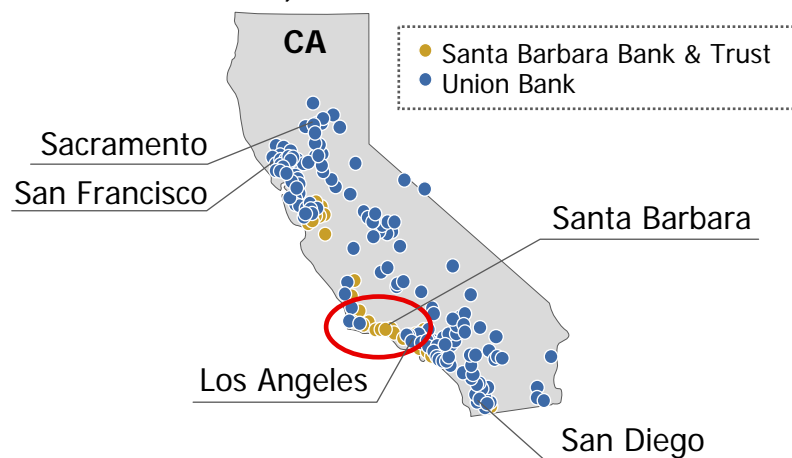 CA
Santa Barbara Bank & Trust
Union Bank
Sacramento
San Francisco
Santa Barbara
Los Angeles
San Diego